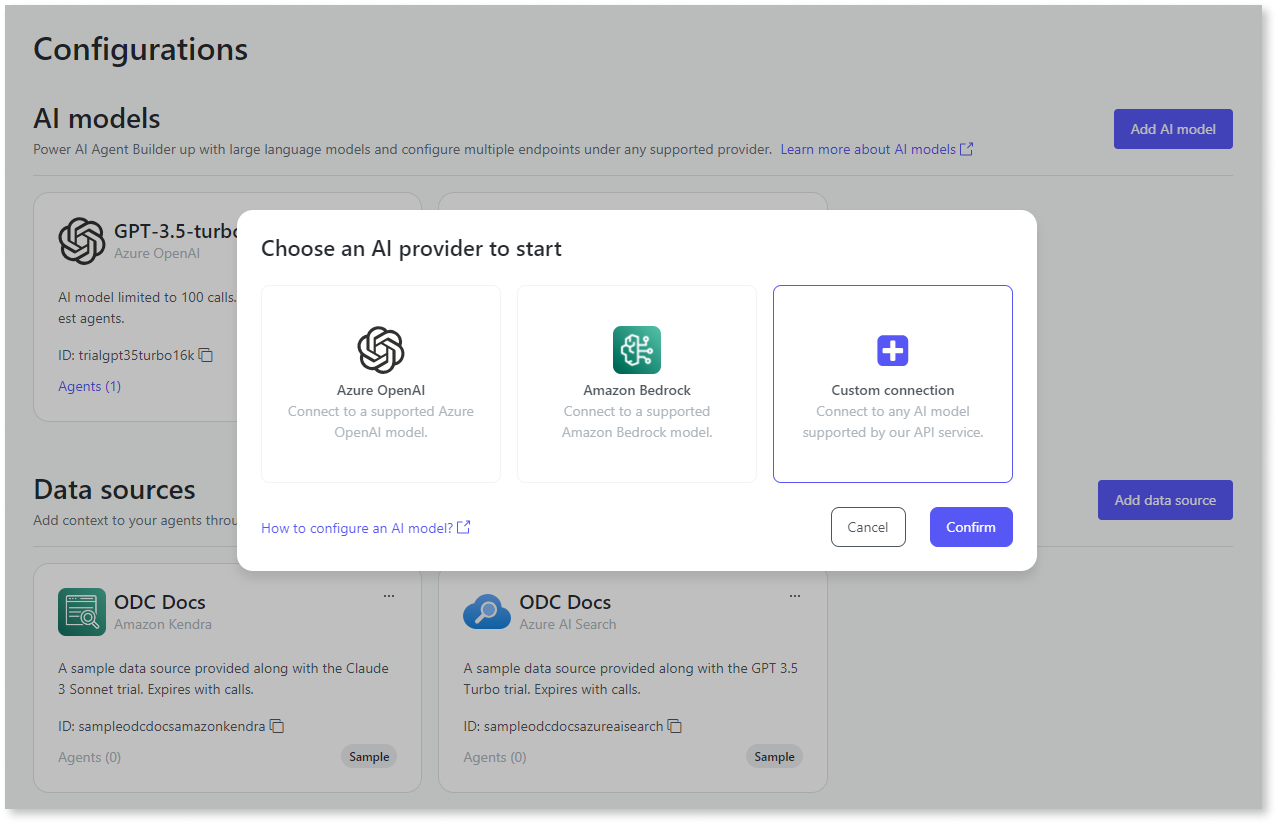 Configurations
AI models
Add AI model
Power AI Agent Builder up with large language models and configure multiple endpoints under any supported provider. Learn more about AI models
GPT-3.5-turbo
Azure OpenAI
AI model limited to 100 calls.
est agents.
ID: trialgpt35turbo16k
Agents (1)
Choose an AI provider to start
Azure OpenAI
Connect to a supported Azure
OpenAI model.
Amazon Bedrock
Connect to a supported
Amazon Bedrock model.
Custom connection
Connect to any AI model
supported by our API service.
How to configure an AI model?
Cancel
Confirm
Data sources
Add data source
Add context to your agents
ODC Docs
...
Amazon Kendra
A sample data source provided along with the Claude
3 Sonnet trial. Expires with calls.
ID: sampleodcdocsamazonkendra
Agents (0)
Sample
ODC Docs
...
Azure AI Search
A sample data source provided along with the GPT 3.5
Turbo trial. Expires with calls.
ID: sampleodcdocsazureaisearch
Agents (0)
Sample